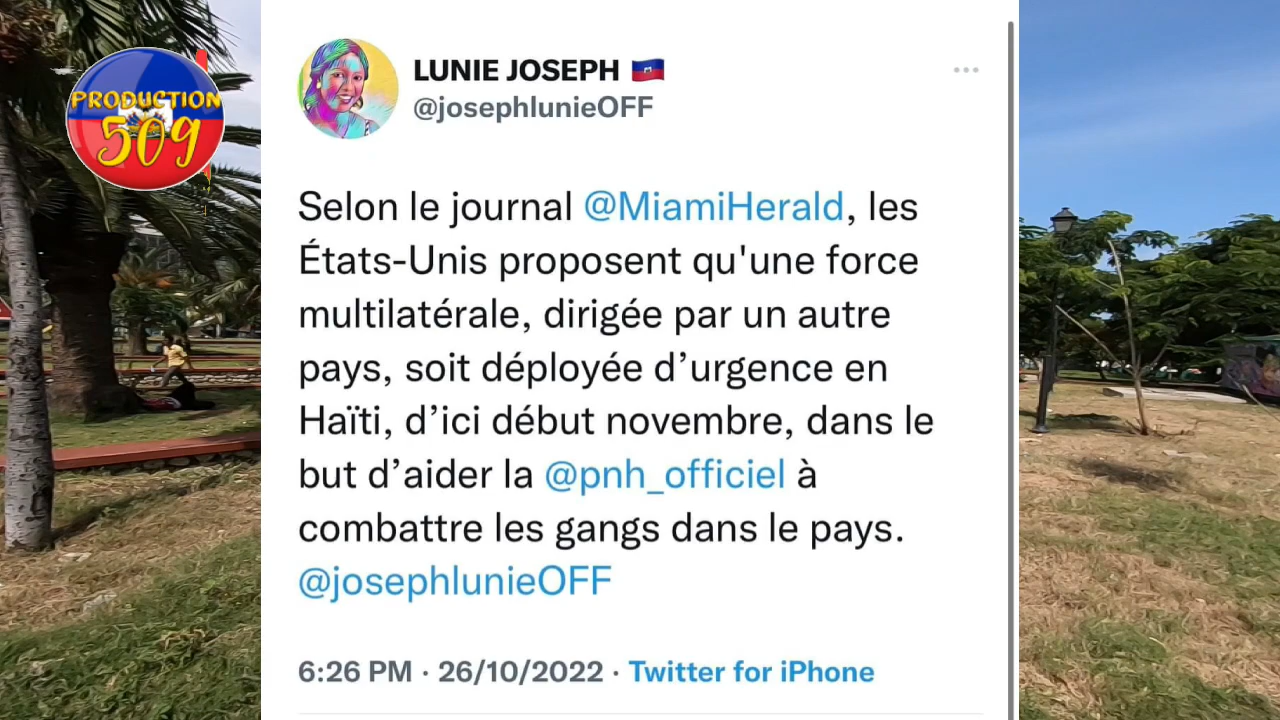 PRODUCTION
509
LUNIE JOSEPH 🇭🇹
@josephlunieOFF
Selon le journal @MiamiHerald, les
États-Unis proposent qu'une force
multilatérale, dirigée par un autre
pays, soit déployée d’urgence en
Haïti, d’ici début novembre, dans le
but d’aider la @pnh_officiel à
combattre les gangs dans le pays.
@josephlunieOFF
6:26 PM · 26/10/2022 · Twitter for iPhone